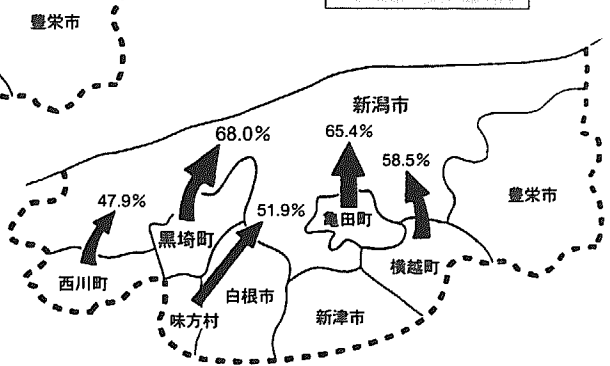 豊栄市
新潟市
68.0%
65.4%
58.5%
47.9%
51.9%
豊栄市
黒埼町
亀田町
西川町
味方村
白根市
新津市
横越町